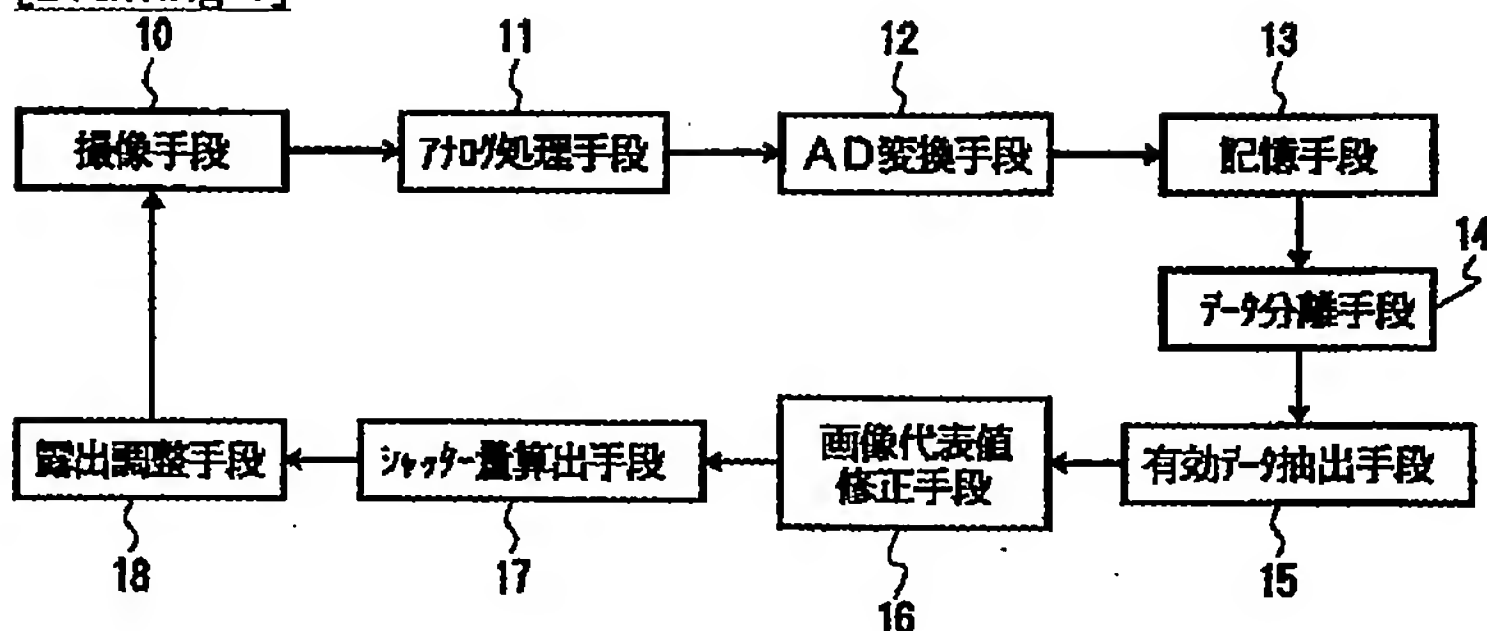 10
11
12
13
撮像手段
アナログ処理手段
AD変換手段
記憶手段
14
データ分離手段
露出調整手段
シャッター量算出手段
画像代表値
修正手段
有効データ抽出手段
18
17
16
15